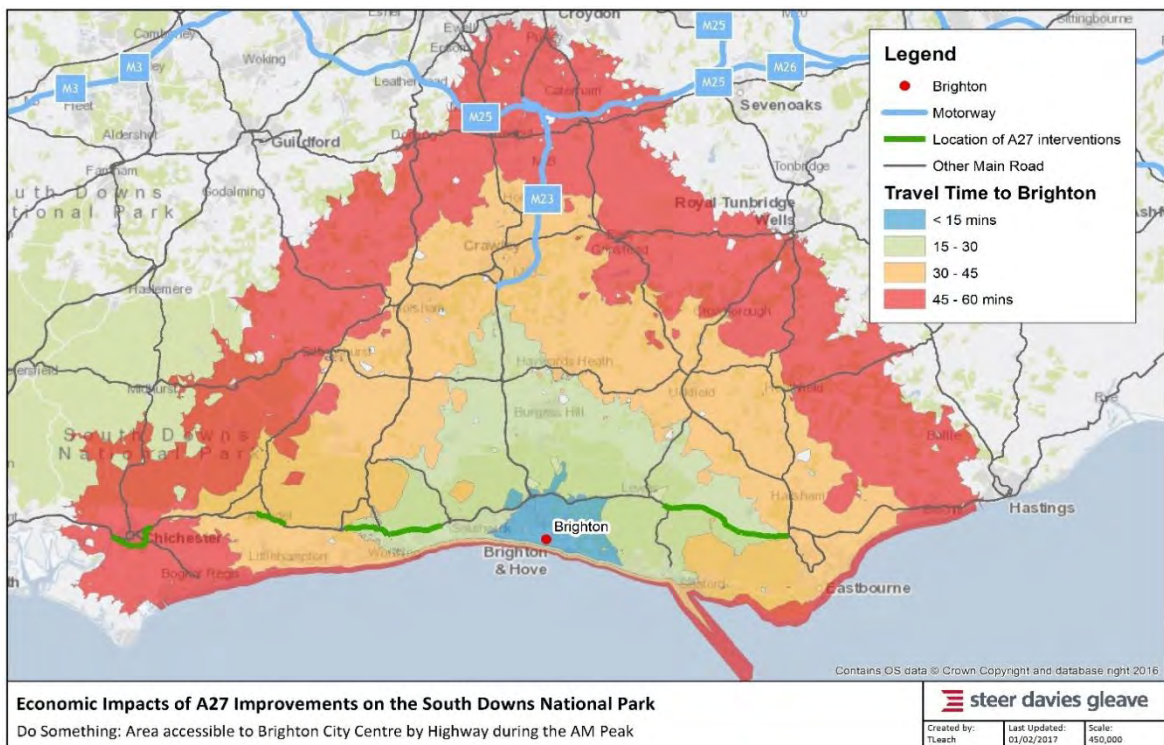 Croydon
M25
M26
M3
M3
M25
M25
Sevenoaks
Leatherhead
Woking
Fleet
Aldershot
Guildford
Farnham
Godalming
Tonbridge
Caterham
South Downs
National Park
M23
Royal Tunbridge
Wells
Crawley
Haslemere
Horsham
Crowborough
Haywards Heath
Midhurst
Uckfield
Heathfield
Burgess Hill
Rye
South Downs
National Park
Battle
Lewes
Hailsham
Hastings
Arundel
Southwick
Brighton
Chichester
Littlehampton
Worthing
Brighton
& Hove
Bognor Regis
Seaford
Eastbourne
Legend
Brighton
Motorway
Location of A27 interventions
Other Main Road
Travel Time to Brighton
< 15 mins
15 - 30
30 - 45
45 - 60 mins
Contains OS data © Crown Copyright and database right 2016
Economic Impacts of A27 Improvements on the South Downs National Park
Do Something: Area accessible to Brighton City Centre by Highway during the AM Peak
steer davies gleave
Created by:
TLeach
Last Updated:
01/02/2017
Scale:
450,000